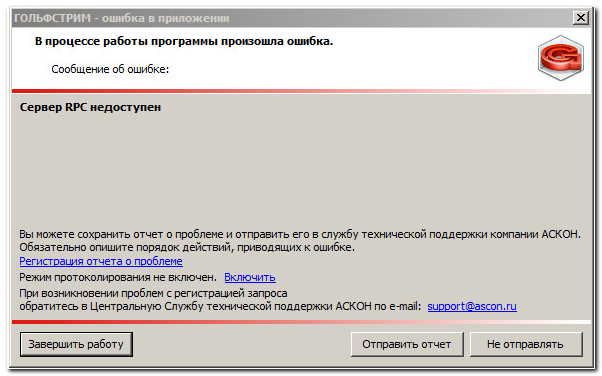 ГОЛЬФСТРИМ - ошибка в приложении
В процессе работы программы произошла ошибка.
Сообщение об ошибке:
Сервер RPC недоступен
Вы можете сохранить отчет о проблеме и отправить его в службу технической поддержки компании АСКОН.
Обязательно опишите порядок действий, приводящих к ошибке.
Регистрация отчета о проблеме
Режим протоколирования не включен. Включить
При возникновении проблем с регистрацией запроса
обратитесь в Центральную Службу технической поддержки АСКОН по e-mail: support@ascon.ru
Завершить работу Отправить отчет Не отправлять